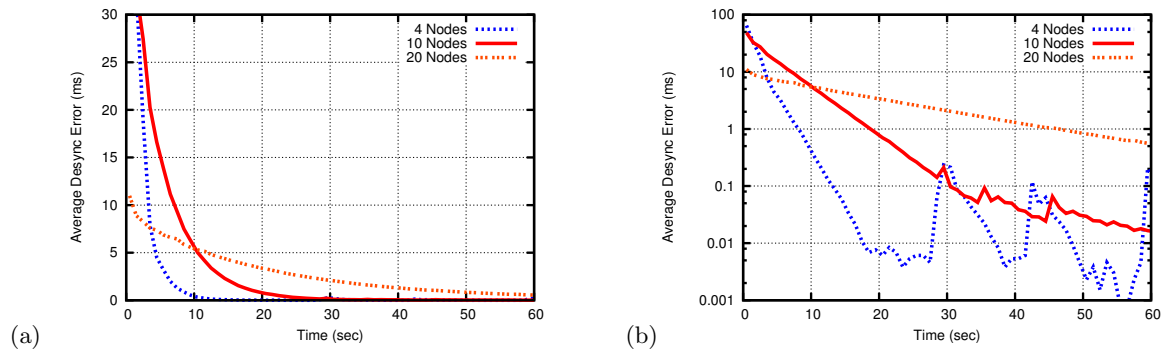 30
25
20
15
10
5
0
Average Desync Error (ms)
4 Nodes
10 Nodes
20 Nodes
0 10 20 30 40 50 60
Time (sec)
(a)
100
10
1
0.1
0.01
0.001
Average Desync Error (ms)
4 Nodes
10 Nodes
20 Nodes
0 10 20 30 40 50 60
Time (sec)
(b)